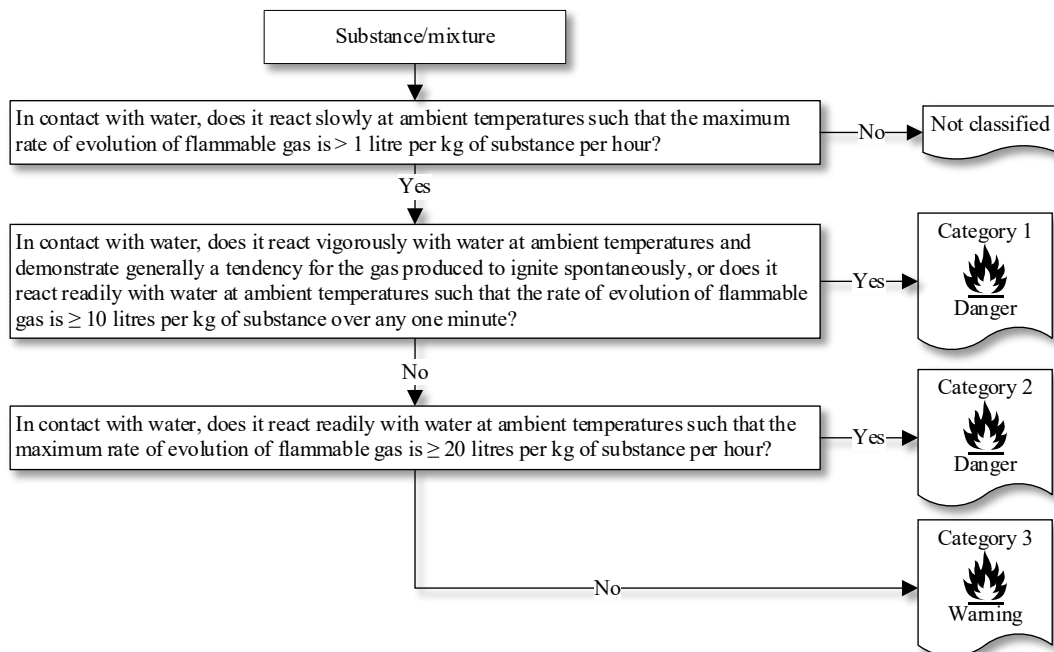 Substance/mixture
In contact with water, does it react slowly at ambient temperatures such that the maximum
rate of evolution of flammable gas is > 1 litre per kg of substance per hour?
No
Not classified
Yes
In contact with water, does it react vigorously with water at ambient temperatures and
demonstrate generally a tendency for the gas produced to ignite spontaneously, or does it
react readily with water at ambient temperatures such that the rate of evolution of flammable
gas is ≥ 10 litres per kg of substance over any one minute?
Yes
Category 1
Danger
No
In contact with water, does it react readily with water at ambient temperatures such that the
maximum rate of evolution of flammable gas is ≥ 20 litres per kg of substance per hour?
Yes
Category 2
Danger
No
Category 3
Warning